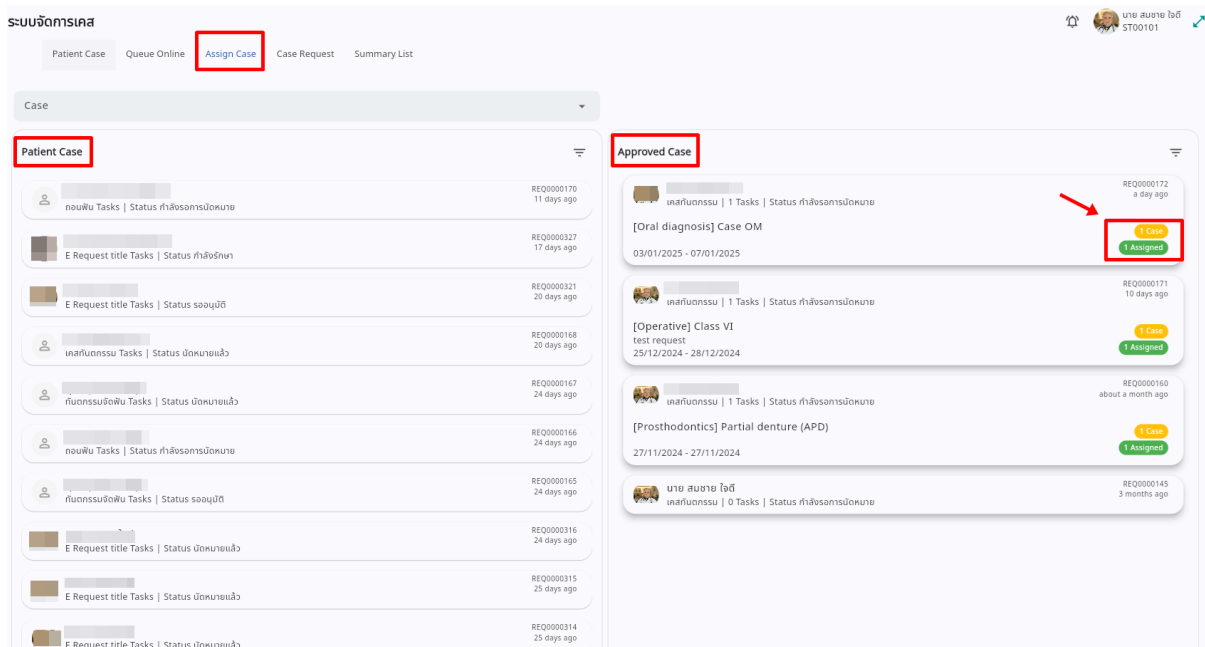 ระบบจัดการเคส
นาย สมชาย ใจดี
ST00101
Patient Case
Queue Online
Assign Case
Case Request
Summary List
Case
Patient Case
REQ0000170
11 days ago
ถอนฟัน Tasks | Status กำลังรอการนัดหมาย
REQ0000327
17 days ago
E Request title Tasks | Status กำลังรักษา
REQ0000321
20 days ago
E Request title Tasks | Status รออนุมัติ
REQ0000168
20 days ago
เคสทันตกรรม Tasks | Status นัดหมายแล้ว
REQ0000167
24 days ago
ทันตกรรมจัดฟัน Tasks | Status นัดหมายแล้ว
REQ0000166
24 days ago
ถอนฟัน Tasks | Status กำลังรอการนัดหมาย
REQ0000165
24 days ago
ทันตกรรมจัดฟัน Tasks | Status รออนุมัติ
REQ0000316
24 days ago
E Request title Tasks | Status นัดหมายแล้ว
REQ0000315
25 days ago
E Request title Tasks | Status นัดหมายแล้ว
REQ0000314
25 days ago
E Request title Tasks | Status นัดหมายแล้ว
Approved Case
REQ0000172
a day ago
เคสทันตกรรม | 1 Tasks | Status กำลังรอการนัดหมาย
[Oral diagnosis] Case OM
1 Case
1 Assigned
03/01/2025 - 07/01/2025
REQ0000171
10 days ago
เคสทันตกรรม | 1 Tasks | Status กำลังรอการนัดหมาย
[Operative] Class VI
test request
1 Case
1 Assigned
25/12/2024 - 28/12/2024
REQ0000160
about a month ago
เคสทันตกรรม | 1 Tasks | Status กำลังรอการนัดหมาย
[Prosthodontics] Partial denture (APD)
1 Case
1 Assigned
27/11/2024 - 27/11/2024
REQ0000145
3 months ago
นาย สมชาย ใจดี
เคสทันตกรรม | 0 Tasks | Status กำลังรอการนัดหมาย